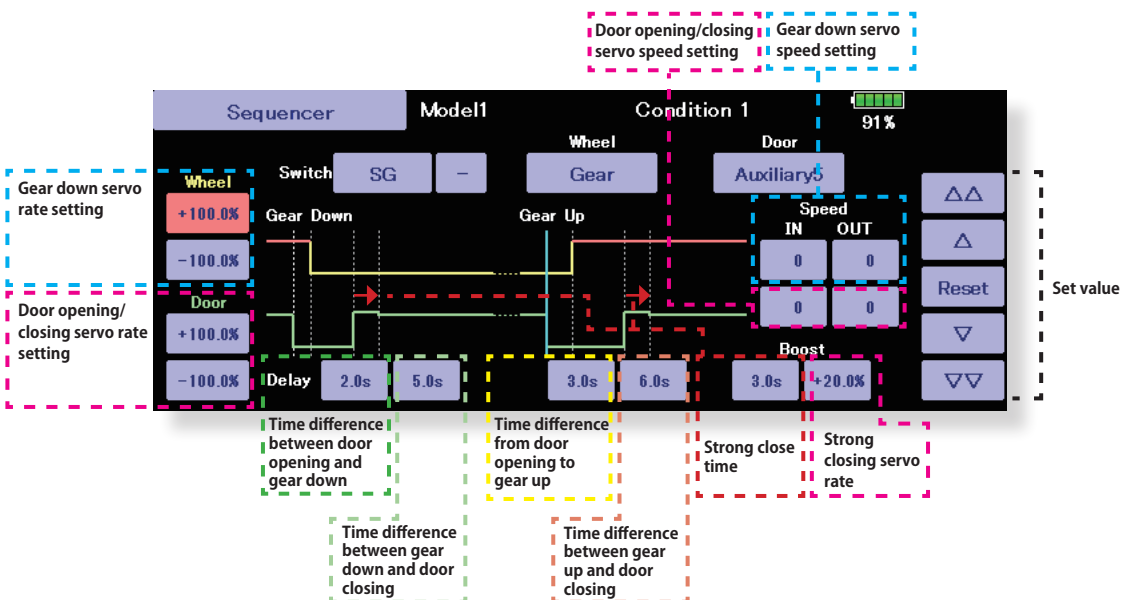 Door opening/closing
servo speed setting
Gear down servo
speed setting
Sequencer
Model1
Condition 1
91%
Wheel
Door
Switch
SG
–
Gear
Auxiliary5
Gear down servo
rate setting
Wheel
+100.0%
-100.0%
Gear Down
Gear Up
Speed
IN
OUT
0
0
0
0
△△
△
Reset
▽
▽▽
Set value
Door opening/
closing servo rate
setting
Door
+100.0%
-100.0%
Boost
Delay
2.0s
5.0s
3.0s
6.0s
3.0s
+20.0%
Time difference
between door
opening and
gear down
Time difference
from door
opening to
gear up
Strong close
time
Strong
closing servo
rate
Time difference
between gear
down and door
closing
Time difference
between gear
up and door
closing